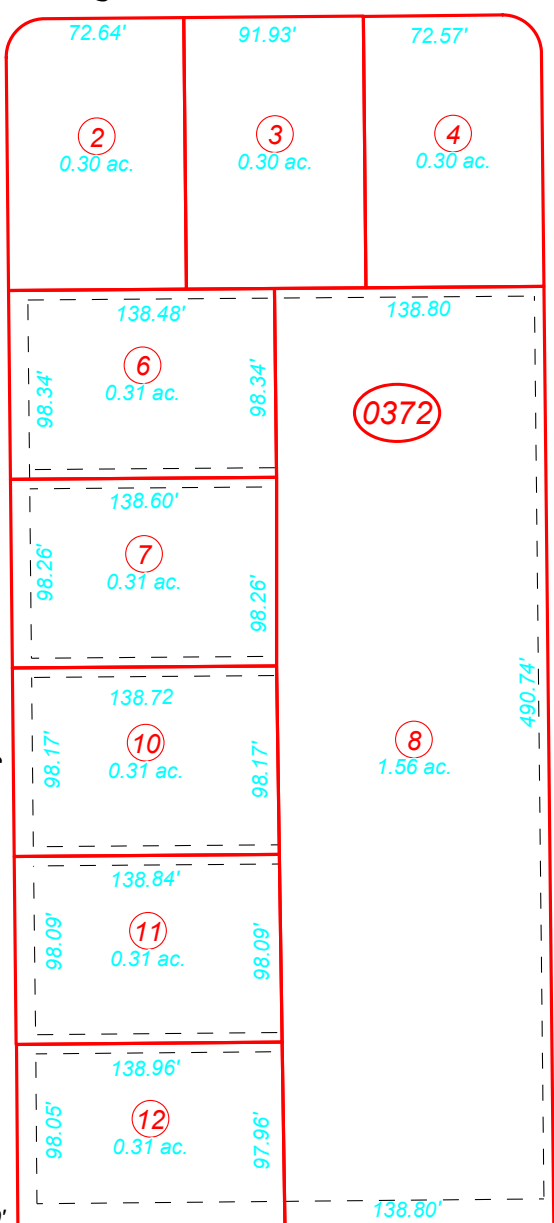 72.64' 91.93' 72.57'
2 3 4
0.30 ac. 0.30 ac. 0.30 ac.
138.48' 138.80
6
0.31 ac.
98.34' 98.34'
0372
138.60'
7
0.31 ac.
98.26' 98.26'
138.72
10
0.31 ac.
98.17' 98.17'
8
1.56 ac.
490.74'
138.84'
11
0.31 ac.
98.09' 98.09'
138.96'
12
0.31 ac.
98.05' 97.96'
138.80'